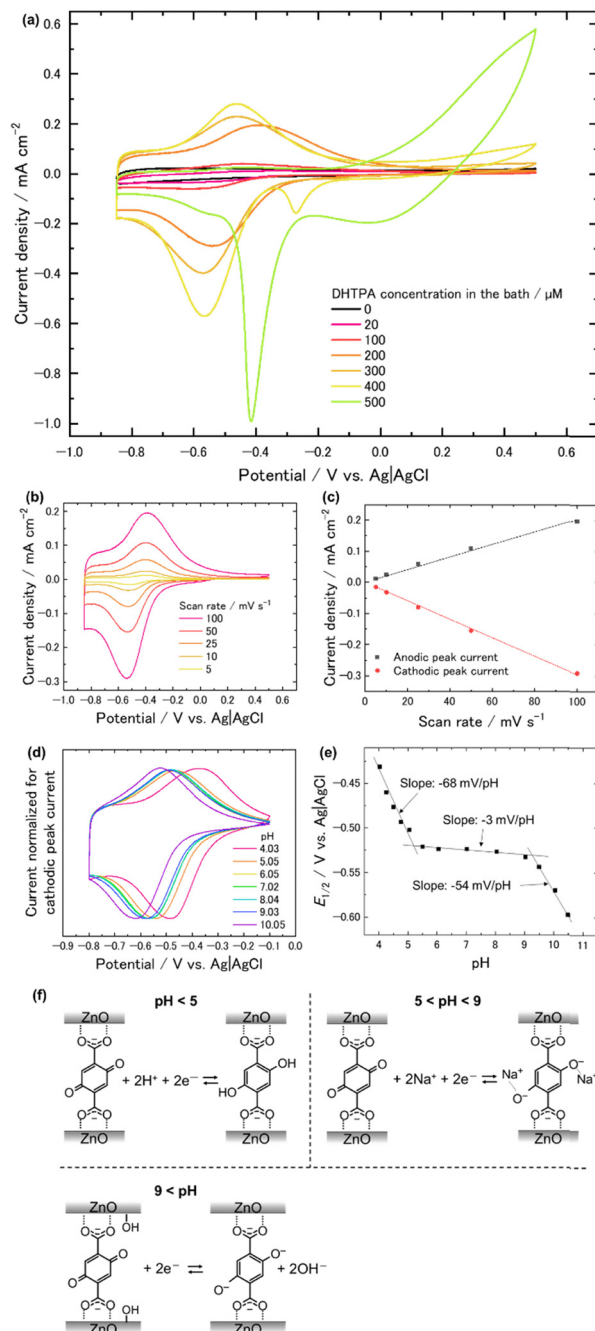 (a)
0.6
0.4
0.2
0.0
−0.2
−0.4
−0.6
−0.8
−1.0
Current density / mA cm⁻²
DHTPA concentration in the bath / μM
0
20
100
200
300
400
500
−1.0 −0.8 −0.6 −0.4 −0.2 0.0 0.2 0.4 0.6
Potential / V vs. Ag|AgCl
(b)
0.2
0.1
0.0
−0.1
−0.2
−0.3
Current density / mA cm⁻²
Scan rate / mV s⁻¹
100
50
25
10
5
−0.8 −0.6 −0.4 −0.2 0.0 0.2 0.4 0.6
Potential / V vs. Ag|AgCl
(c)
0.2
0.1
0.0
−0.1
−0.2
−0.3
Current density / mA cm⁻²
Anodic peak current
Cathodic peak current
0 20 40 60 80 100
Scan rate / mV s⁻¹
(d)
Current normalized for
cathodic peak current
pH
4.03
5.05
6.05
7.02
8.04
9.03
10.05
−0.9 −0.8 −0.7 −0.6 −0.5 −0.4 −0.3 −0.2 −0.1 0.0
Potential / V vs. Ag|AgCl
(e)
−0.45
−0.50
−0.55
−0.60
E1/2 / V vs. Ag|AgCl
Slope: -68 mV/pH
Slope: -3 mV/pH
Slope: -54 mV/pH
4 5 6 7 8 9 10
pH
(f)
pH < 5
ZnO
ZnO
O O⁻
O
O
O O⁻
+ 2H⁺ + 2e⁻
OH
HO
ZnO
ZnO
5 < pH < 9
ZnO
ZnO
+ 2Na⁺ + 2e⁻
Na⁺
O⁻
O⁻
Na⁺
ZnO
ZnO
9 < pH
ZnO
ZnO
OH
+ 2e⁻
O⁻
O⁻
+ 2OH⁻
ZnO
OH
ZnO